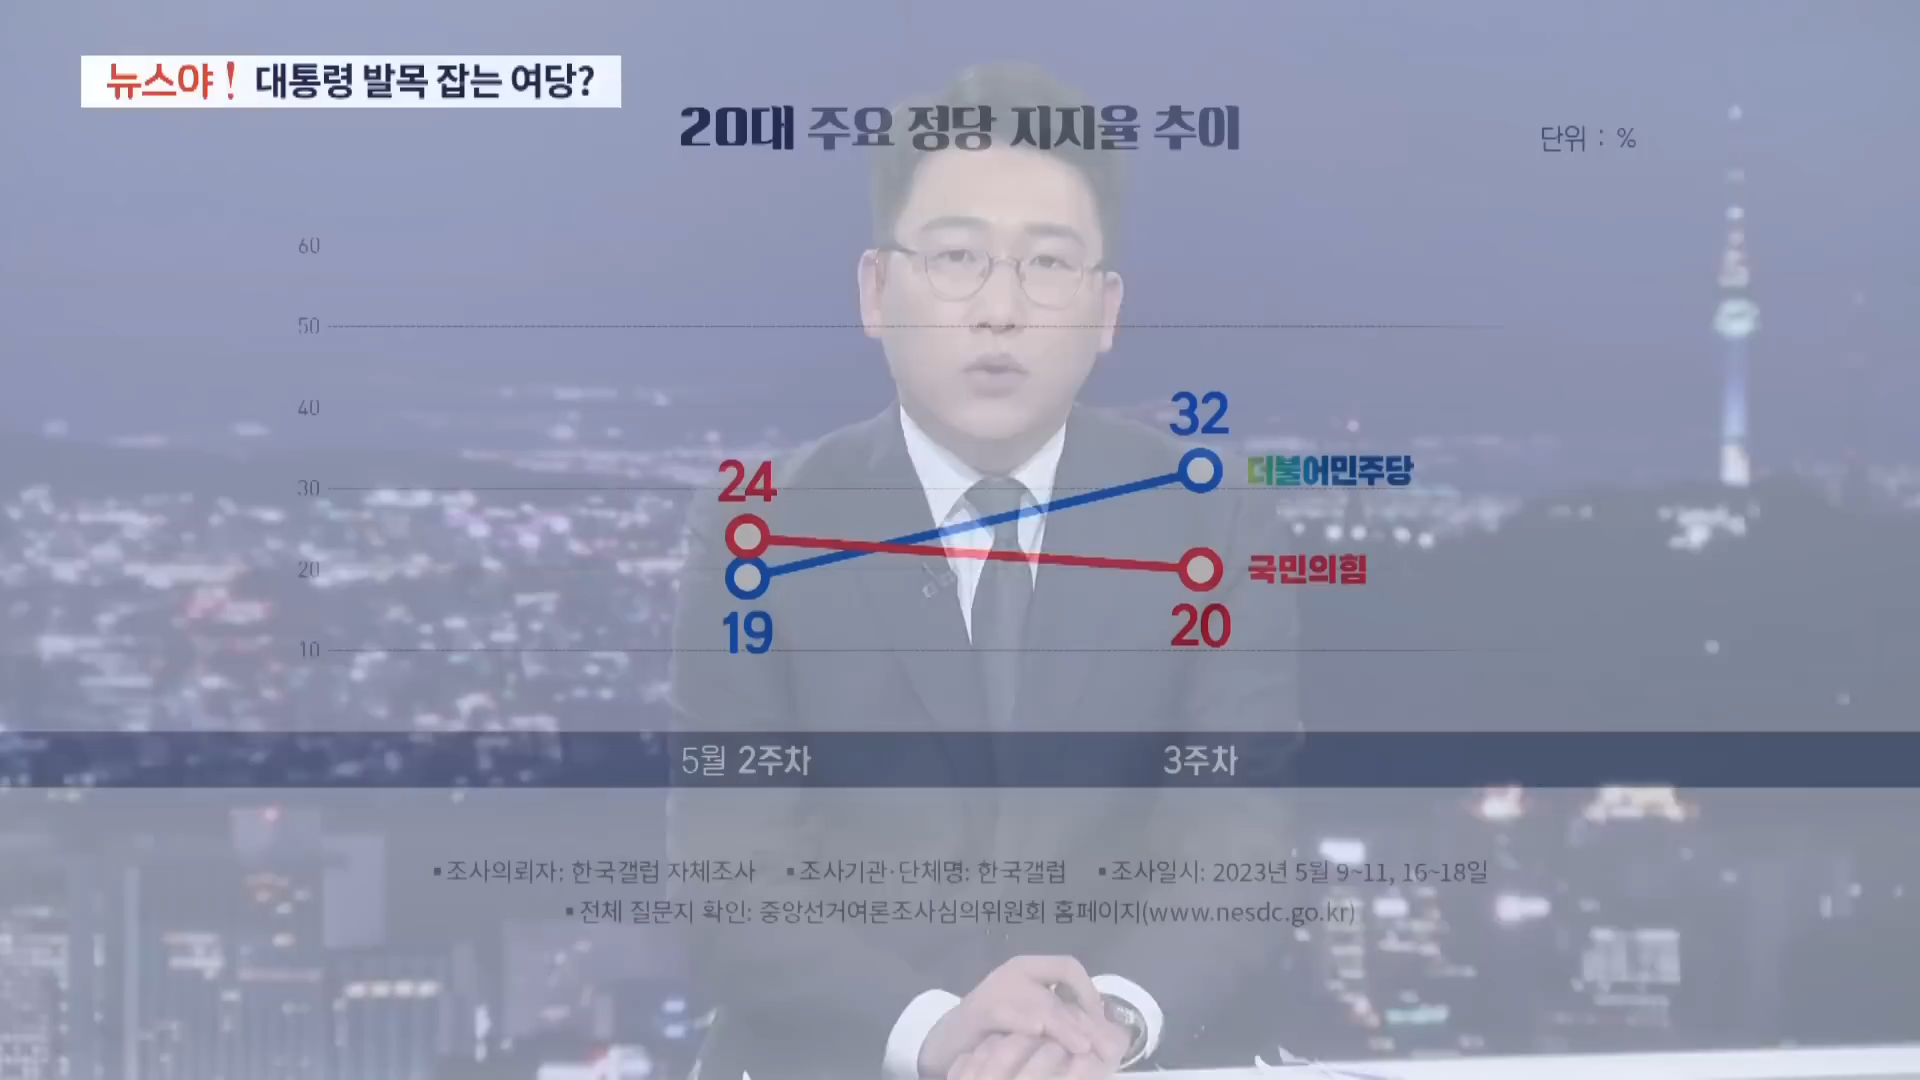 뉴스야! 대통령 발목 잡는 여당?
20대 주요 정당 지지율 추이
단위 : %
60
50
40
30
20
10
24
19
32
20
더불어민주당
국민의힘
5월 2주차
3주차
▪조사의뢰자: 한국갤럽 자체조사 ▪조사기관·단체명: 한국갤럽 ▪조사일시: 2023년 5월 9~11, 16~18일
▪전체 질문지 확인: 중앙선거여론조사심의위원회 홈페이지(www.nesdc.go.kr)